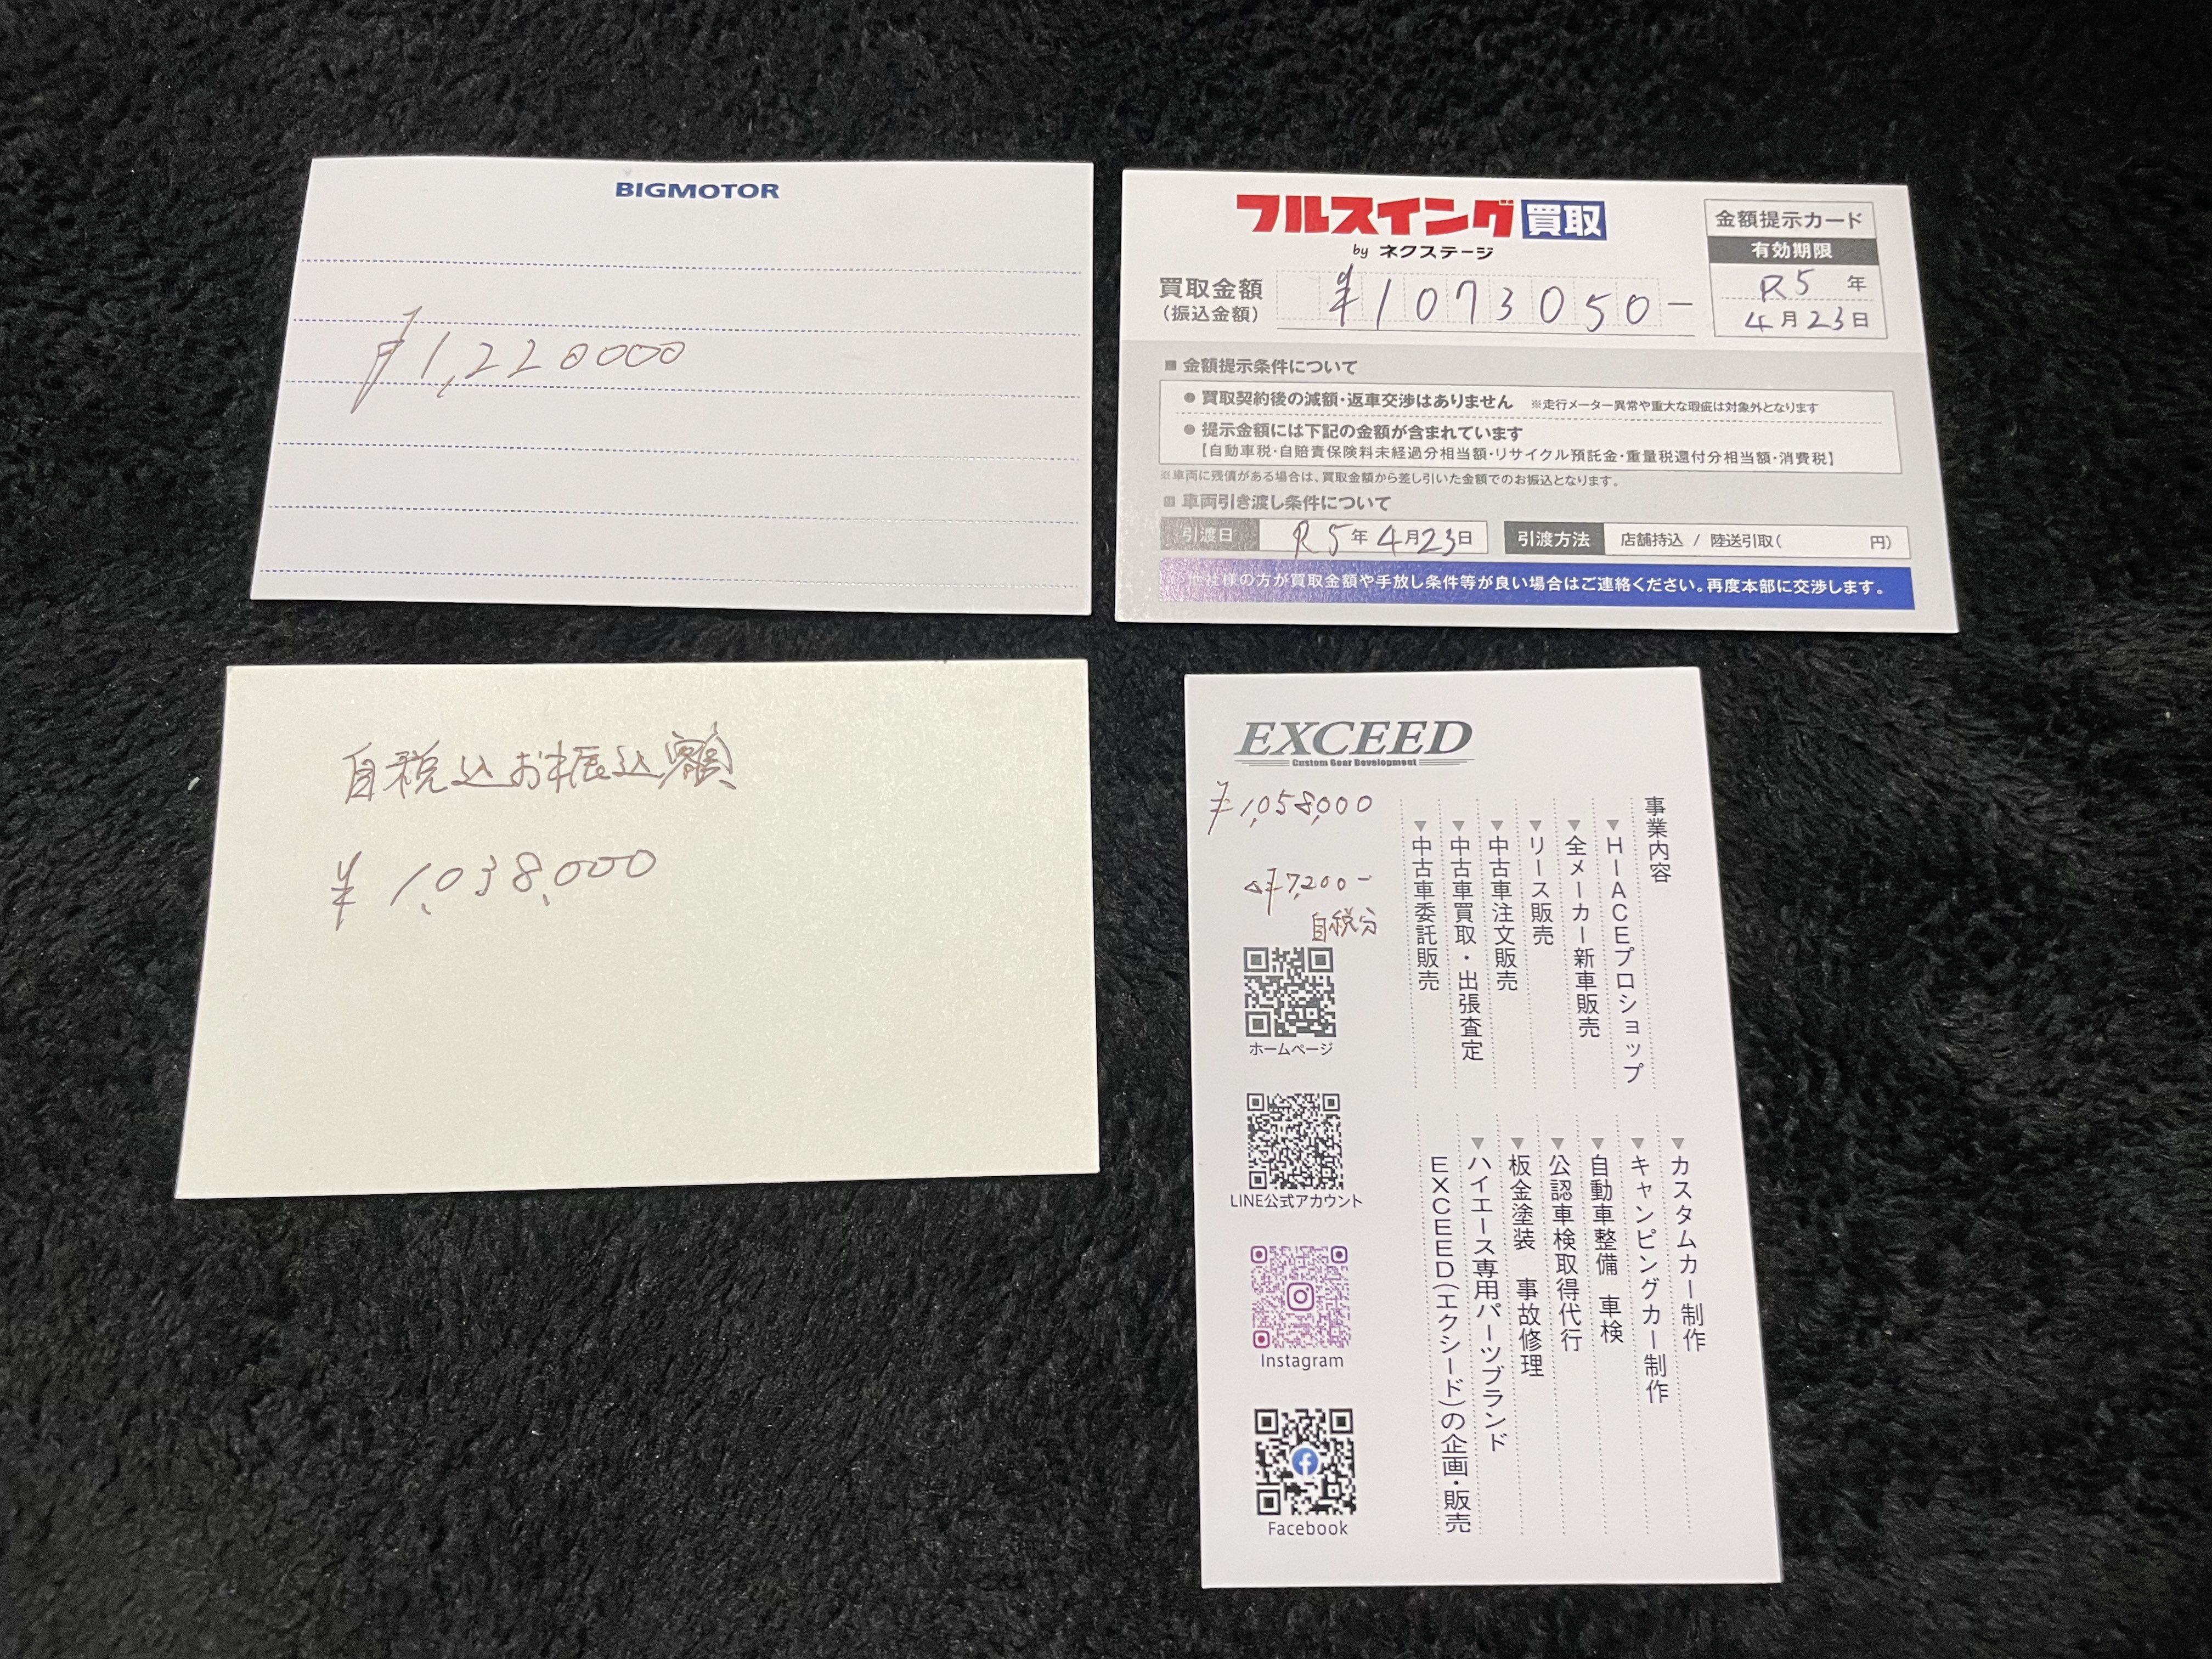 BIGMOTOR
¥1,220000
フルスイング買取
by ネクステージ
金額提示カード
有効期限
R5年
4月23日
買取金額
(振込金額)
¥1073050-
■ 金額提示条件について
● 買取契約後の減額・返車交渉はありません ※走行メーター異常や重大な瑕疵は対象外となります
● 提示金額には下記の金額が含まれています
【自動車税・自賠責保険料未経過分相当額・リサイクル預託金・重量税還付分相当額・消費税】
※車両に残債がある場合は、買取金額から差し引いた金額でのお振込となります。
■ 車両引き渡し条件について
引渡日 R5年4月23日
引渡方法 店舗持込 / 陸送引取( 円)
他社様の方が買取金額や手放し条件等が良い場合はご連絡ください。再度本部に交渉します。
自税込お振込額
¥1,038,000
EXCEED
Custom Gear Development
¥1,058,000
△¥7,200-
自税分
ホームページ
LINE公式アカウント
Instagram
Facebook
事業内容
▼HIACEプロショップ
▼全メーカー新車販売
▼リース販売
▼中古車注文販売
▼中古車買取・出張査定
▼中古車委託販売
▼カスタムカー制作
▼キャンピングカー制作
▼自動車整備 車検
▼公認車検取得代行
▼板金塗装 事故修理
▼ハイエース専用パーツブランド
EXCEED(エクシード)の企画・販売